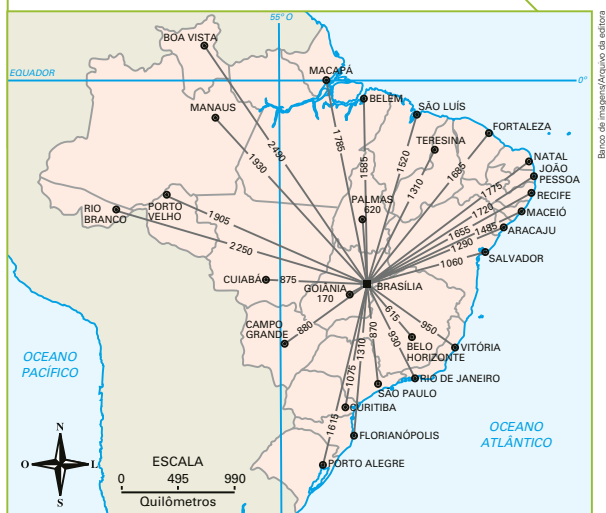 55° O
BOA VISTA
EQUADOR
0°
MACAPÁ
BELÉM
SÃO LUÍS
MANAUS
FORTALEZA
TERESINA
2490
1785
1585
1520
1310
1685
1930
NATAL
JOÃO
PESSOA
1775
RECIFE
1720
MACEIÓ
PORTO
VELHO
RIO
BRANCO
1905
PALMAS
620
1655
1485
ARACAJU
1290
2250
1060
SALVADOR
CUIABÁ
875
GOIÂNIA
170
BRASÍLIA
CAMPO
GRANDE
880
1310
870
615
950
930
BELO
HORIZONTE
VITÓRIA
OCEANO
PACÍFICO
1075
RIO DE JANEIRO
SÃO PAULO
CURITIBA
1615
OCEANO
ATLÂNTICO
FLORIANÓPOLIS
PORTO ALEGRE
N
O
L
S
ESCALA
0 495 990
Quilômetros
Banco de imagens/Arquivo da editora